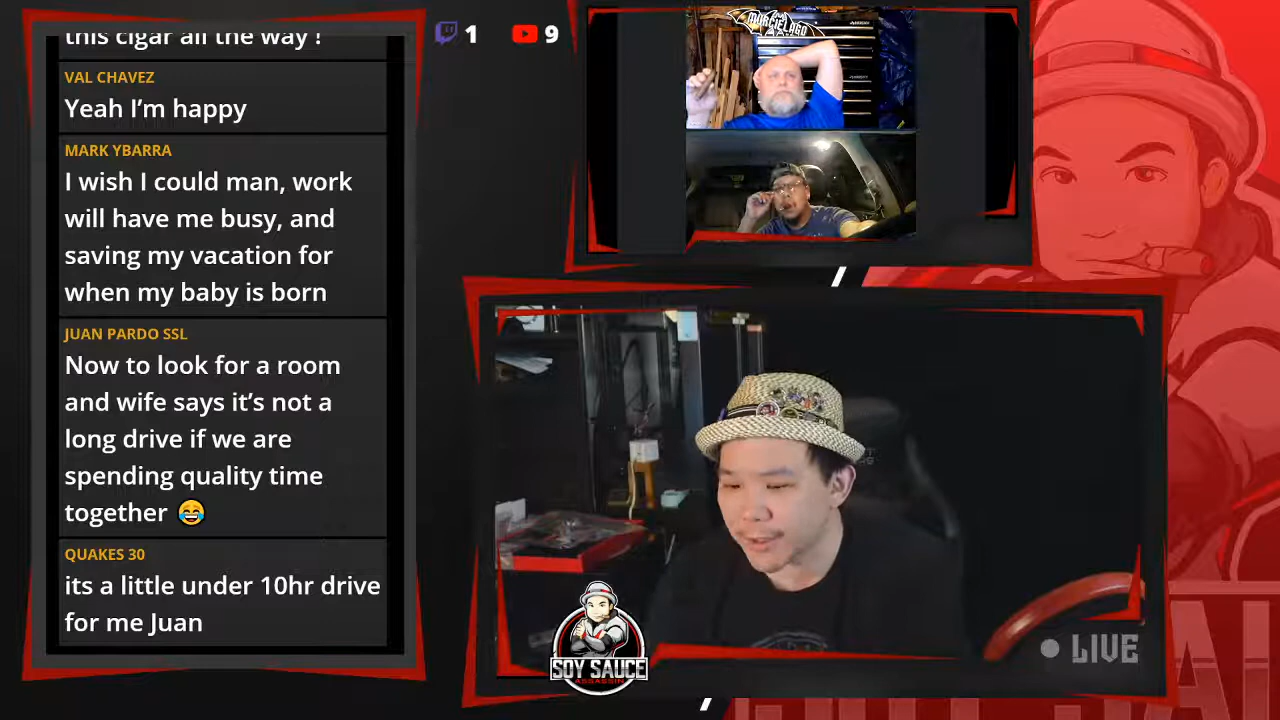 this cigar all the way !
VAL CHAVEZ
Yeah I'm happy
MARK YBARRA
I wish I could man, work
will have me busy, and
saving my vacation for
when my baby is born
JUAN PARDO SSL
Now to look for a room
and wife says it's not a
long drive if we are
spending quality time
together 😂
QUAKES 30
its a little under 10hr drive
for me Juan
1
9
MURCIELAGO
SOY SAUCE
ASSASSIN
LIVE